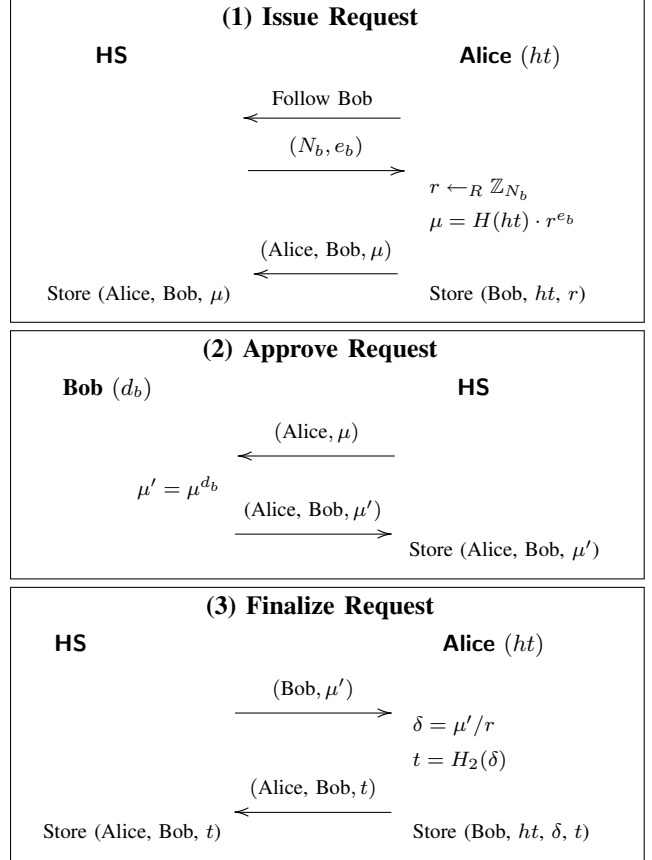 (1) Issue Request
HS Alice (ht)
Follow Bob
(N_b, e_b)
r ←_R ℤ_{N_b}
μ = H(ht) · r^{e_b}
(Alice, Bob, μ)
Store (Alice, Bob, μ) Store (Bob, ht, r)
(2) Approve Request
Bob (d_b) HS
(Alice, μ)
μ′ = μ^{d_b}
(Alice, Bob, μ′)
Store (Alice, Bob, μ′)
(3) Finalize Request
HS Alice (ht)
(Bob, μ′)
δ = μ′/r
t = H_2(δ)
(Alice, Bob, t)
Store (Alice, Bob, t) Store (Bob, ht, δ, t)